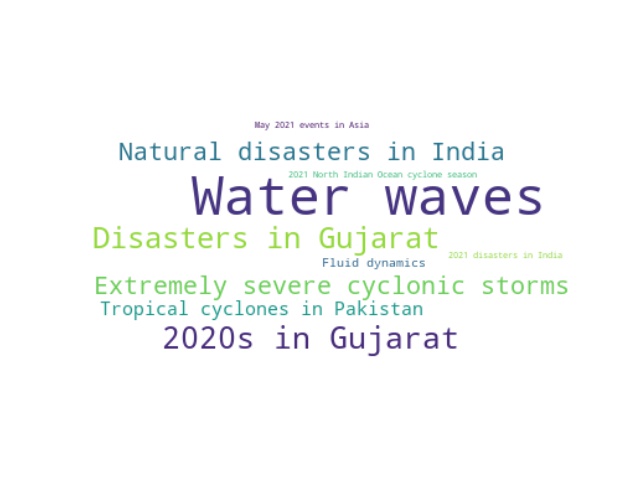 May 2021 events in Asia
Natural disasters in India
2021 North Indian Ocean cyclone season
Water waves
Disasters in Gujarat
2021 disasters in India
Fluid dynamics
Extremely severe cyclonic storms
Tropical cyclones in Pakistan
2020s in Gujarat